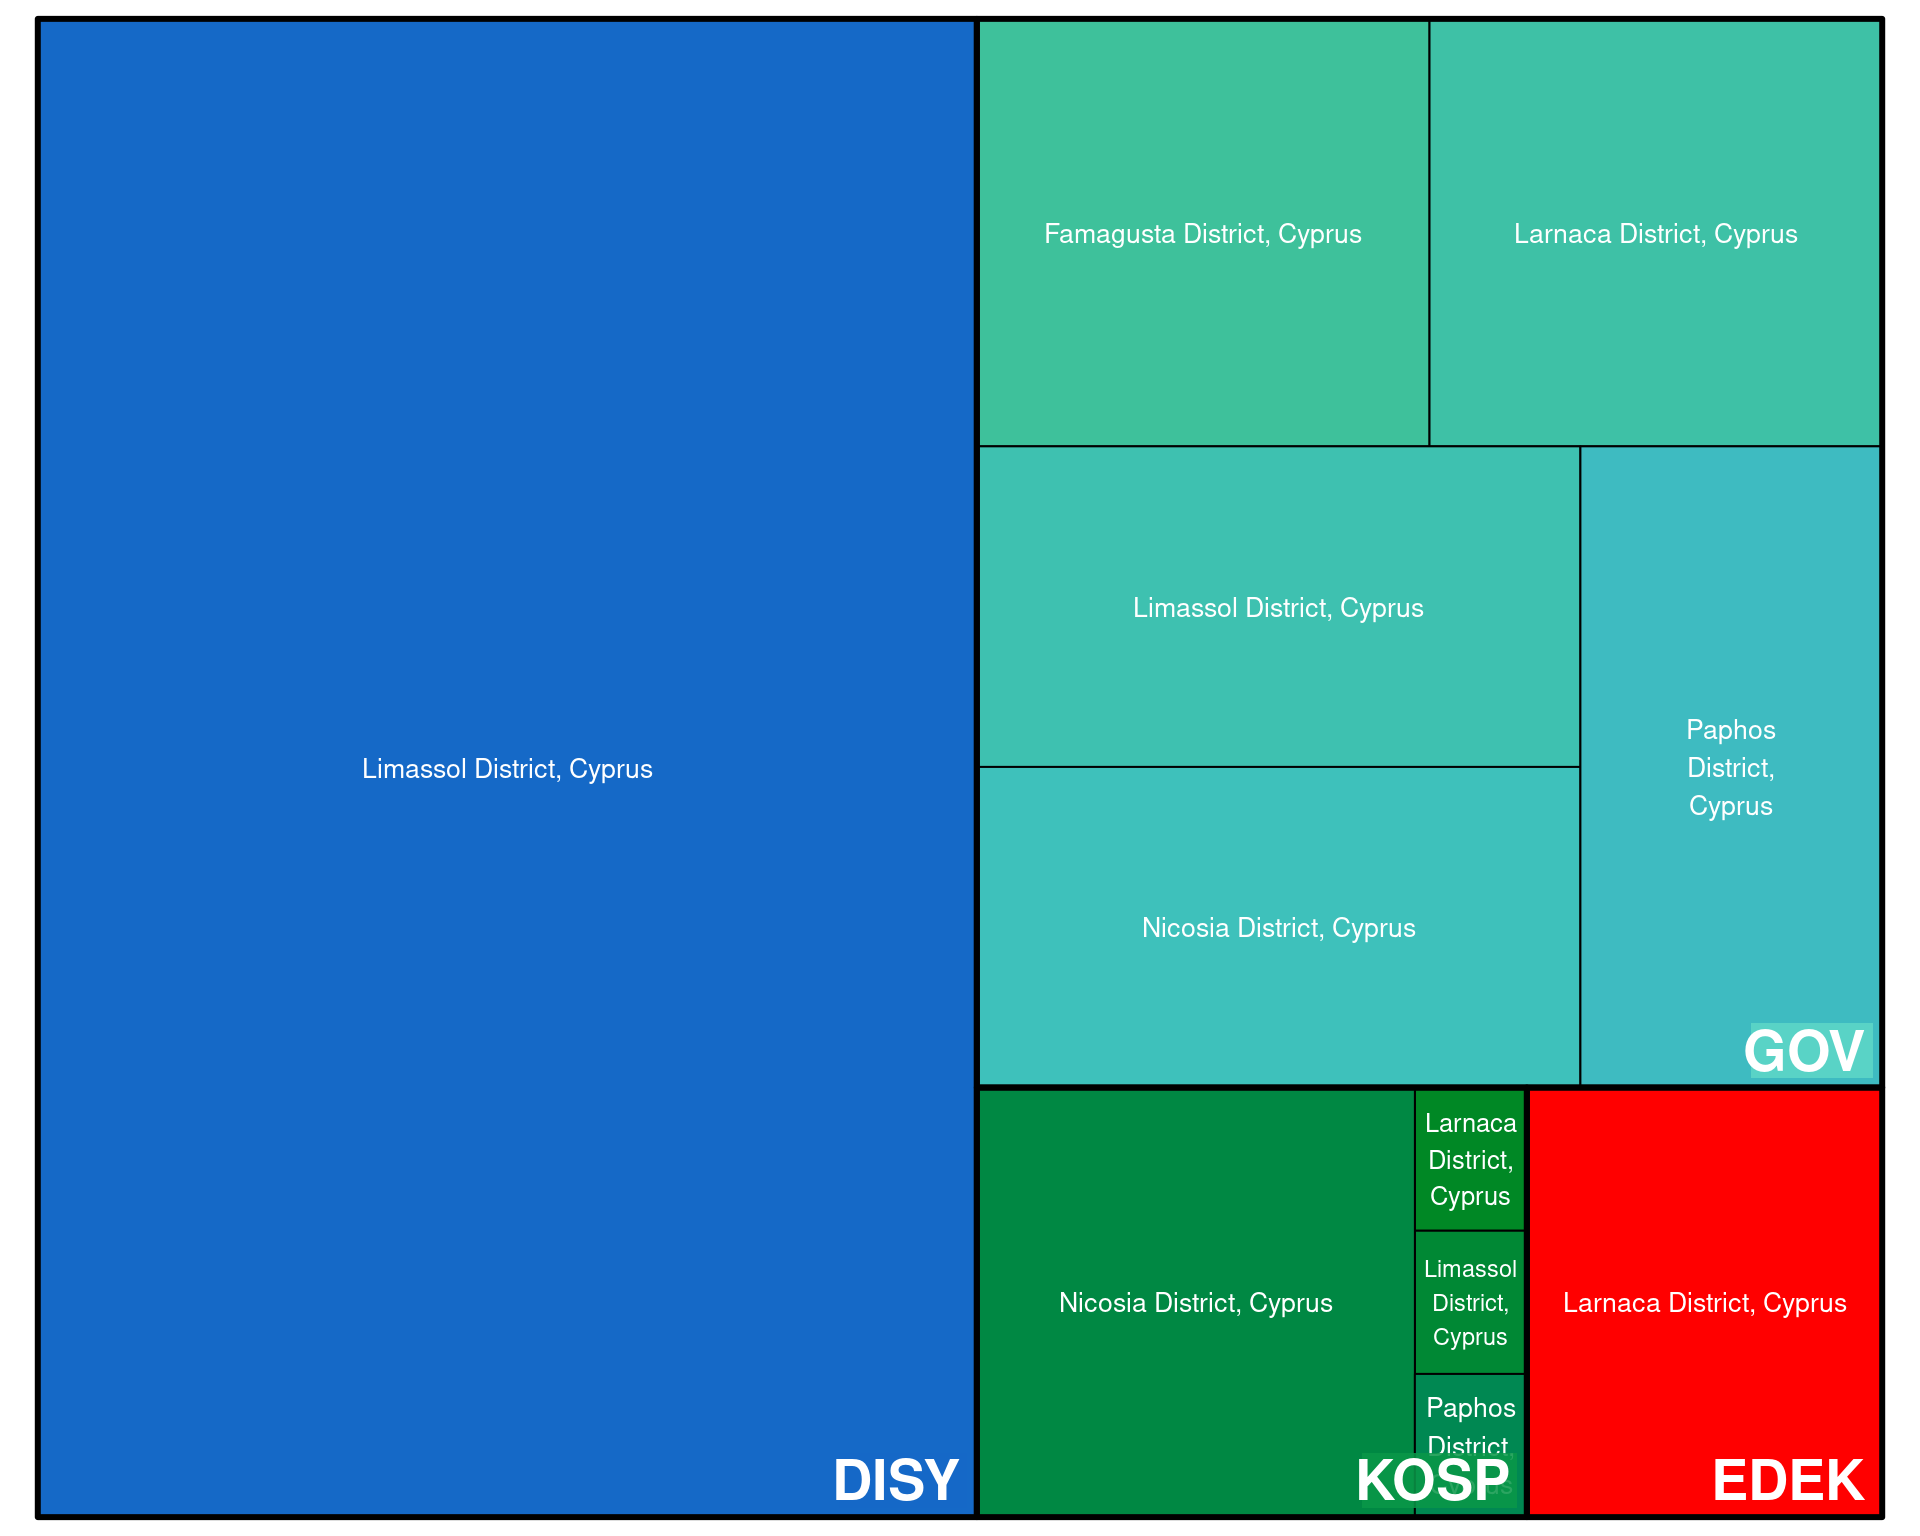 Limassol District, Cyprus
DISY
Famagusta District, Cyprus
Larnaca District, Cyprus
Limassol District, Cyprus
Nicosia District, Cyprus
Paphos
District,
Cyprus
GOV
Nicosia District, Cyprus
Larnaca
District,
Cyprus
Limassol
District,
Cyprus
Paphos
District,
KOSP
Larnaca District, Cyprus
EDEK